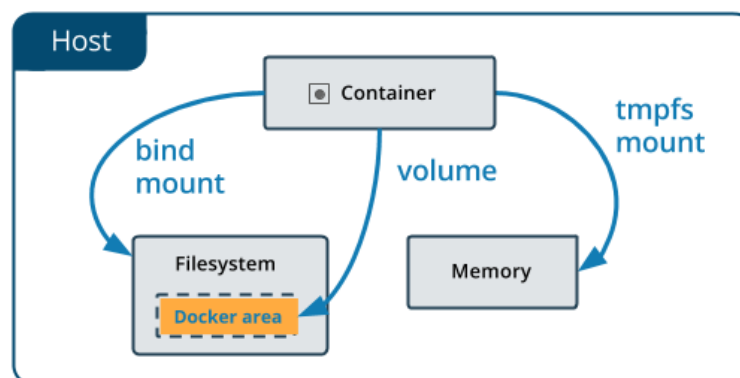 Host
Container
bind
mount
volume
tmpfs
mount
Filesystem
Docker area
Memory